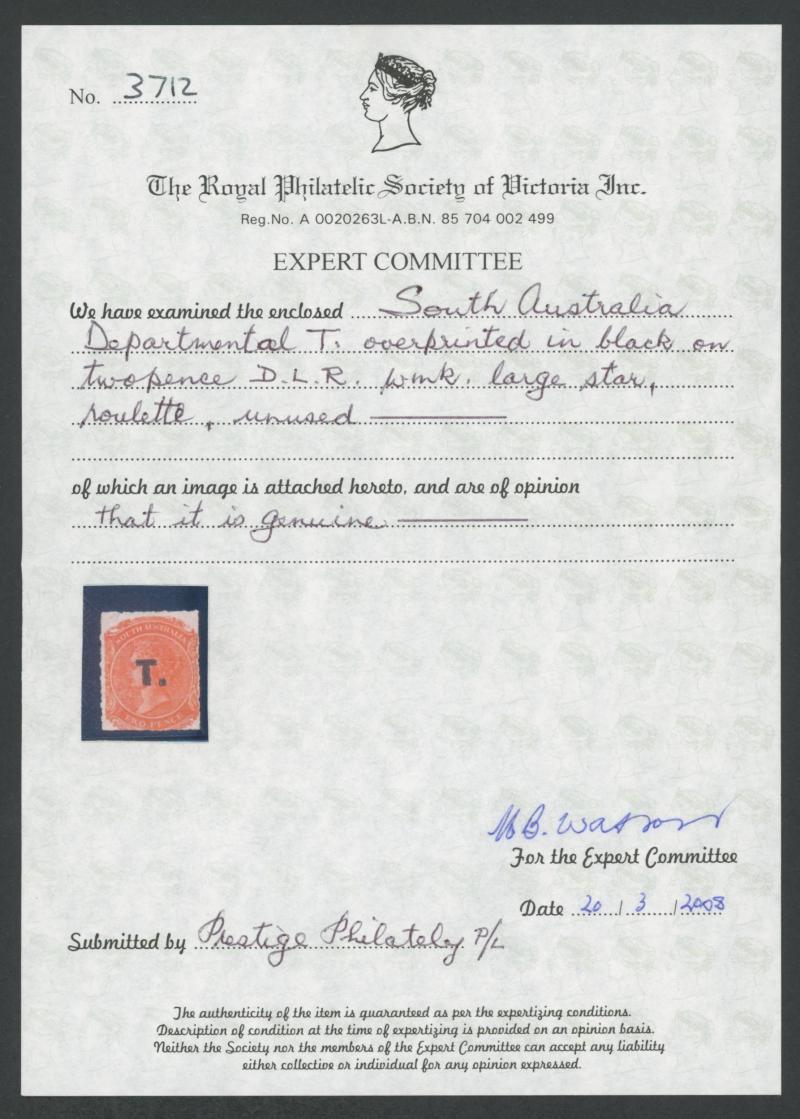 No. 3712
The Royal Philatelic Society of Victoria Inc.
Reg.No. A 0020263L-A.B.N. 85 704 002 499
EXPERT COMMITTEE
We have examined the enclosed South Australia
Departmental T. overprinted in black on
twopence D.L.R. wmk. large star,
roulette, unused
of which an image is attached hereto, and are of opinion
that it is genuine
SOUTH AUSTRALIA
T.
TWO PENCE
M.B. Watson
For the Expert Committee
Date 20 / 3 / 2008
Submitted by Prestige Philately P/L
The authenticity of the item is guaranteed as per the expertizing conditions.
Description of condition at the time of expertizing is provided on an opinion basis.
Neither the Society nor the members of the Expert Committee can accept any liability
either collective or individual for any opinion expressed.